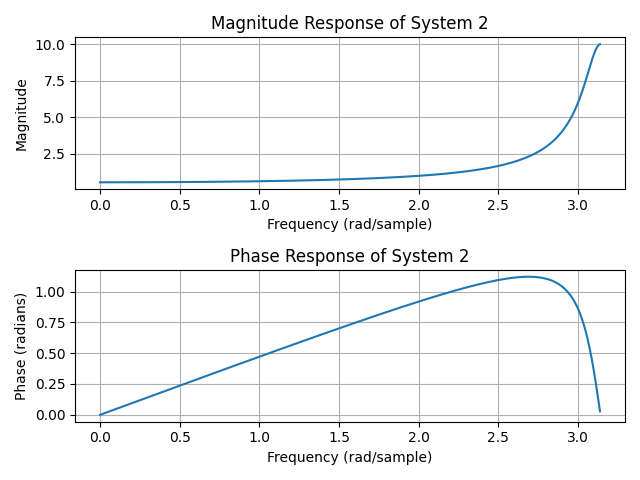 Magnitude Response of System 2
10.0
7.5
5.0
2.5
Magnitude
0.0 0.5 1.0 1.5 2.0 2.5 3.0
Frequency (rad/sample)
Phase Response of System 2
1.00
0.75
0.50
0.25
0.00
Phase (radians)
0.0 0.5 1.0 1.5 2.0 2.5 3.0
Frequency (rad/sample)